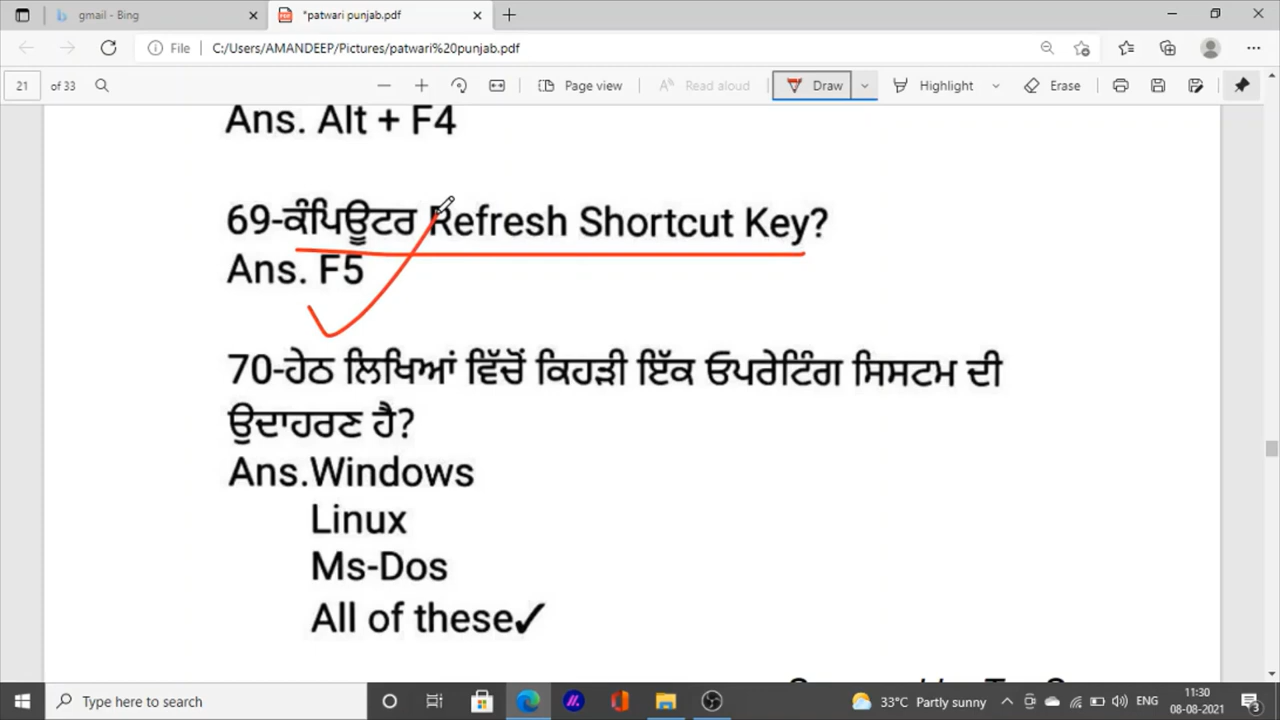 gmail - Bing
*patwari punjab.pdf
File
C:/Users/AMANDEEP/Pictures/patwari%20punjab.pdf
21 of 33
Page view
Read aloud
Draw
Highlight
Erase
Ans. Alt + F4
69-ਕੰਪਿਊਟਰ Refresh Shortcut Key?
Ans. F5
70-ਹੇਠ ਲਿਖਿਆਂ ਵਿੱਚੋਂ ਕਿਹੜੀ ਇੱਕ ਓਪਰੇਟਿੰਗ ਸਿਸਟਮ ਦੀ
ਉਦਾਹਰਣ ਹੈ?
Ans.Windows
Linux
Ms-Dos
All of these✓
Type here to search
33°C Partly sunny
ENG
11:30
08-08-2021
3